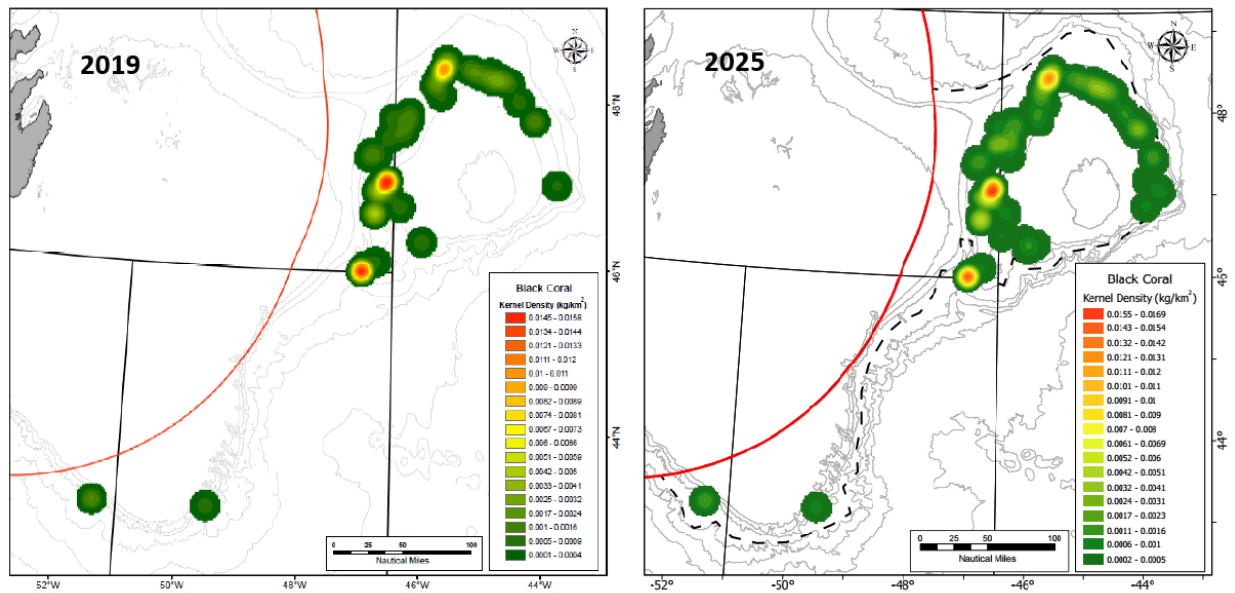 2019
N
W E
S
48°N
46°N
44°N
Black Coral
Kernel Density (kg/km²)
0.0145 - 0.0158
0.0134 - 0.0144
0.0121 - 0.0133
0.0111 - 0.012
0.01 - 0.011
0.009 - 0.0099
0.0082 - 0.0089
0.0074 - 0.0081
0.0067 - 0.0073
0.006 - 0.0066
0.0051 - 0.0059
0.0042 - 0.005
0.0033 - 0.0041
0.0025 - 0.0032
0.0017 - 0.0024
0.001 - 0.0016
0.0005 - 0.0009
0.0001 - 0.0004
0 50 100
Nautical Miles
52°W 50°W 48°W 46°W 44°W
2025
N
W E
S
48°
46°
44°
Black Coral
Kernel Density (kg/km²)
0.0155 - 0.0169
0.0143 - 0.0154
0.0132 - 0.0142
0.0121 - 0.0131
0.0111 - 0.012
0.0101 - 0.011
0.0091 - 0.01
0.0081 - 0.009
0.007 - 0.008
0.0061 - 0.0069
0.0052 - 0.006
0.0042 - 0.0051
0.0032 - 0.0041
0.0024 - 0.0031
0.0017 - 0.0023
0.0011 - 0.0016
0.0006 - 0.001
0.0002 - 0.0005
0 50 100
Nautical Miles
-52° -50° -48° -46° -44°